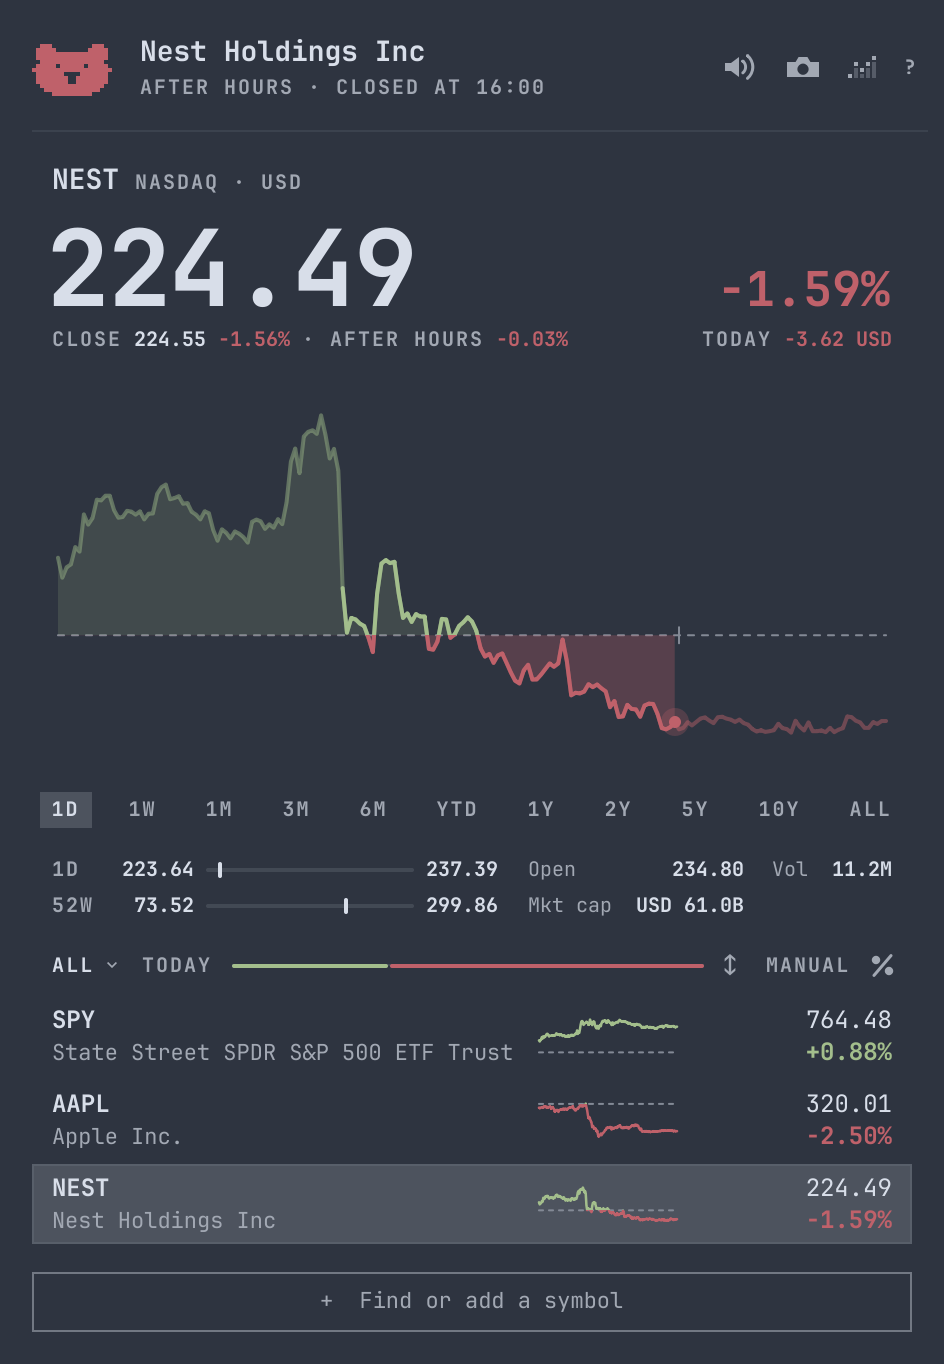 Nest Holdings Inc
AFTER HOURS · CLOSED AT 16:00
?
NEST NASDAQ · USD
224.49
-1.59%
CLOSE 224.55 -1.56% · AFTER HOURS -0.03%
TODAY -3.62 USD
1D 1W 1M 3M 6M YTD 1Y 2Y 5Y 10Y ALL
1D 223.64 237.39 Open 234.80 Vol 11.2M
52W 73.52 299.86 Mkt cap USD 61.0B
ALL TODAY MANUAL %
SPY 764.48
State Street SPDR S&P 500 ETF Trust +0.88%
AAPL 320.01
Apple Inc. -2.50%
NEST 224.49
Nest Holdings Inc -1.59%
+ Find or add a symbol